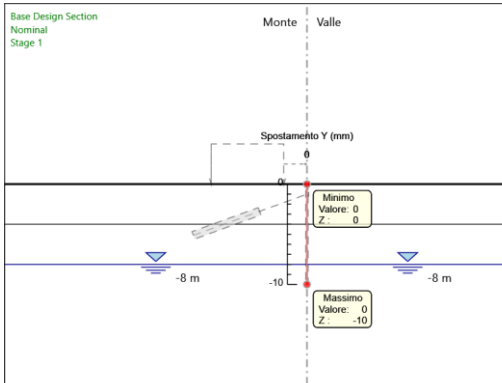 Base Design Section
Nominal
Stage 1
Monte
Valle
Spostamento Y (mm)
0
0
Minimo
Valore: 0
Z : 0
-8 m
-8 m
-10
Massimo
Valore: 0
Z : -10